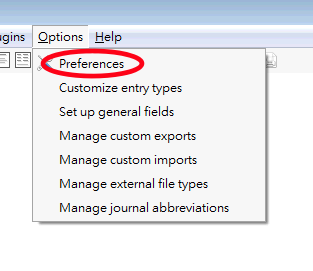 ugins Options Help
Preferences
Customize entry types
Set up general fields
Manage custom exports
Manage custom imports
Manage external file types
Manage journal abbreviations